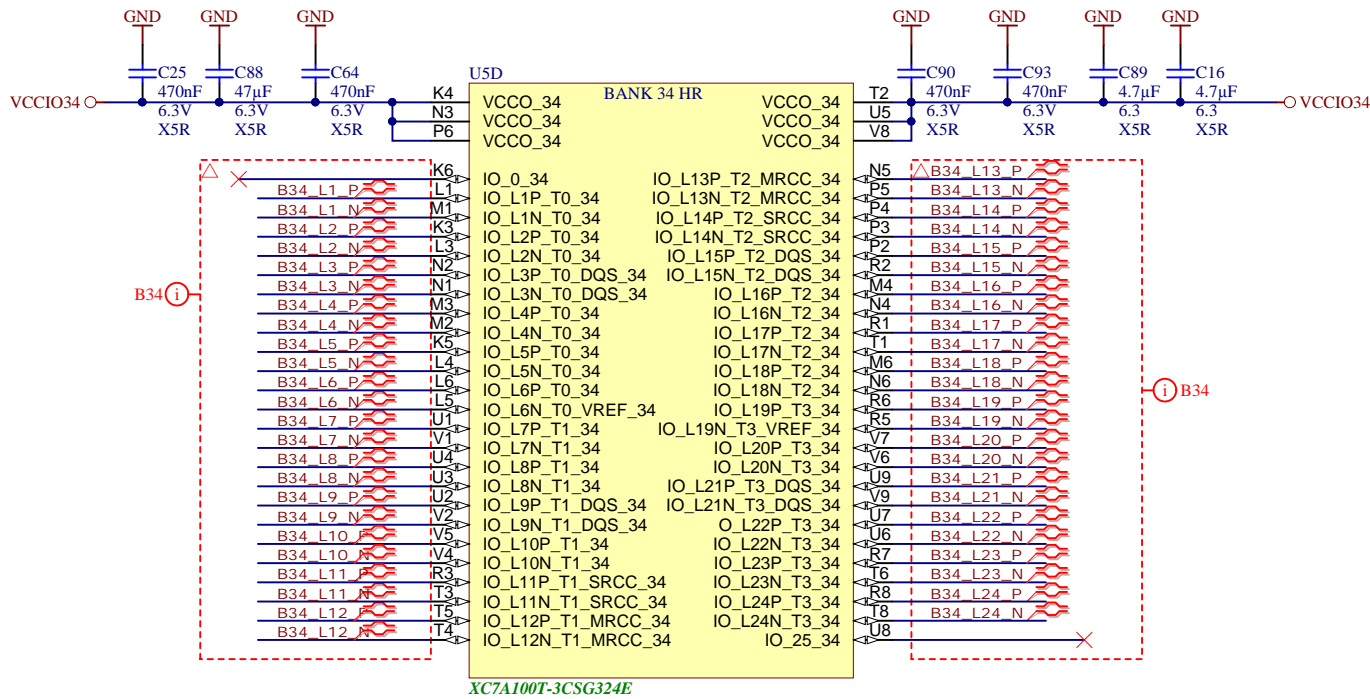 GND GND GND GND GND GND GND
C25 C88 C64 U5D C90 C93 C89 C16
470nF 47µF 470nF BANK 34 HR 470nF 470nF 4.7µF 4.7µF
VCCIO34 6.3V 6.3V 6.3V K4 VCCO_34 VCCO_34 T2 6.3V 6.3V 6.3 6.3 VCCIO34
X5R X5R X5R N3 VCCO_34 VCCO_34 U5 X5R X5R X5R X5R
P6 VCCO_34 VCCO_34 V8
K6 IO_0_34 IO_L13P_T2_MRCC_34 N5 B34_L13_P
B34_L1_P L1 IO_L1P_T0_34 IO_L13N_T2_MRCC_34 P5 B34_L13_N
B34_L1_N M1 IO_L1N_T0_34 IO_L14P_T2_SRCC_34 P4 B34_L14_P
B34_L2_P K3 IO_L2P_T0_34 IO_L14N_T2_SRCC_34 P3 B34_L14_N
B34_L2_N L3 IO_L2N_T0_34 IO_L15P_T2_DQS_34 P2 B34_L15_P
B34_L3_P N2 IO_L3P_T0_DQS_34 IO_L15N_T2_DQS_34 R2 B34_L15_N
B34 i B34_L3_N N1 IO_L3N_T0_DQS_34 IO_L16P_T2_34 M4 B34_L16_P
B34_L4_P M3 IO_L4P_T0_34 IO_L16N_T2_34 N4 B34_L16_N
B34_L4_N M2 IO_L4N_T0_34 IO_L17P_T2_34 R1 B34_L17_P
B34_L5_P K5 IO_L5P_T0_34 IO_L17N_T2_34 T1 B34_L17_N
B34_L5_N L4 IO_L5N_T0_34 IO_L18P_T2_34 M6 B34_L18_P
B34_L6_P L6 IO_L6P_T0_34 IO_L18N_T2_34 N6 B34_L18_N i B34
B34_L6_N L5 IO_L6N_T0_VREF_34 IO_L19P_T3_34 R6 B34_L19_P
B34_L7_P U1 IO_L7P_T1_34 IO_L19N_T3_VREF_34 R5 B34_L19_N
B34_L7_N V1 IO_L7N_T1_34 IO_L20P_T3_34 V7 B34_L20_P
B34_L8_P U4 IO_L8P_T1_34 IO_L20N_T3_34 V6 B34_L20_N
B34_L8_N U3 IO_L8N_T1_34 IO_L21P_T3_DQS_34 U9 B34_L21_P
B34_L9_P U2 IO_L9P_T1_DQS_34 IO_L21N_T3_DQS_34 V9 B34_L21_N
B34_L9_N V2 IO_L9N_T1_DQS_34 O_L22P_T3_34 U7 B34_L22_P
B34_L10_P V5 IO_L10P_T1_34 IO_L22N_T3_34 U6 B34_L22_N
B34_L10_N V4 IO_L10N_T1_34 IO_L23P_T3_34 R7 B34_L23_P
B34_L11_P R3 IO_L11P_T1_SRCC_34 IO_L23N_T3_34 T6 B34_L23_N
B34_L11_N T3 IO_L11N_T1_SRCC_34 IO_L24P_T3_34 R8 B34_L24_P
B34_L12_P T5 IO_L12P_T1_MRCC_34 IO_L24N_T3_34 T8 B34_L24_N
B34_L12_N T4 IO_L12N_T1_MRCC_34 IO_25_34 U8
XC7A100T-3CSG324E